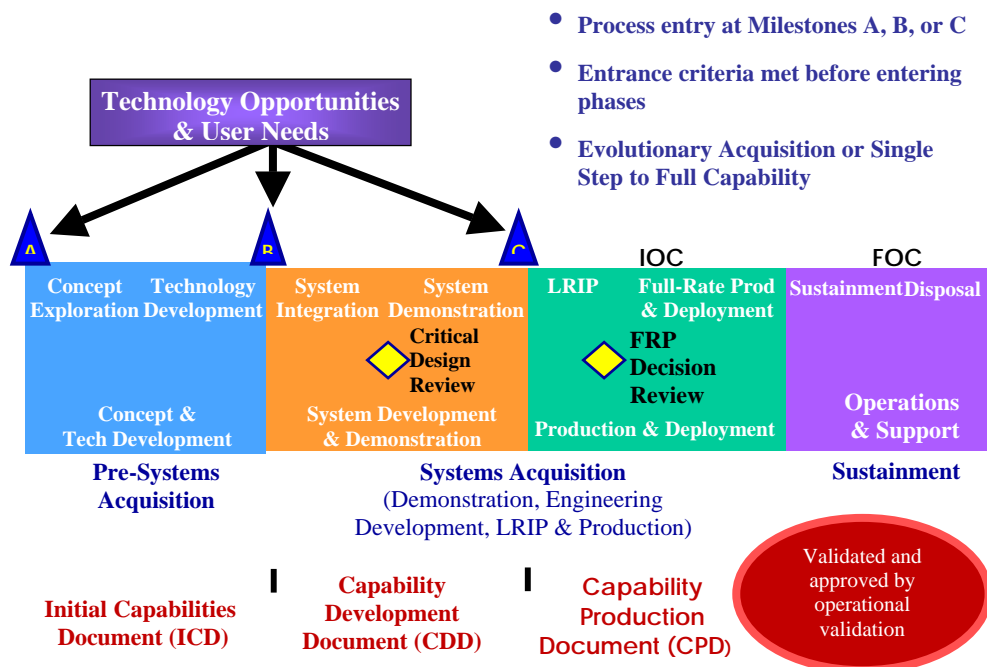 • Process entry at Milestones A, B, or C
• Entrance criteria met before entering
phases
• Evolutionary Acquisition or Single
Step to Full Capability
Technology Opportunities
& User Needs
A
B
C
IOC
FOC
Concept
Exploration
Technology
Development
System
Integration
System
Demonstration
LRIP
Full-Rate Prod
& Deployment
Sustainment
Disposal
Critical
Design
Review
FRP
Decision
Review
Concept &
Tech Development
System Development
& Demonstration
Production & Deployment
Operations
& Support
Pre-Systems
Acquisition
Systems Acquisition
(Demonstration, Engineering
Development, LRIP & Production)
Sustainment
Initial Capabilities
Document (ICD)
Capability
Development
Document (CDD)
Capability
Production
Document (CPD)
Validated and
approved by
operational
validation